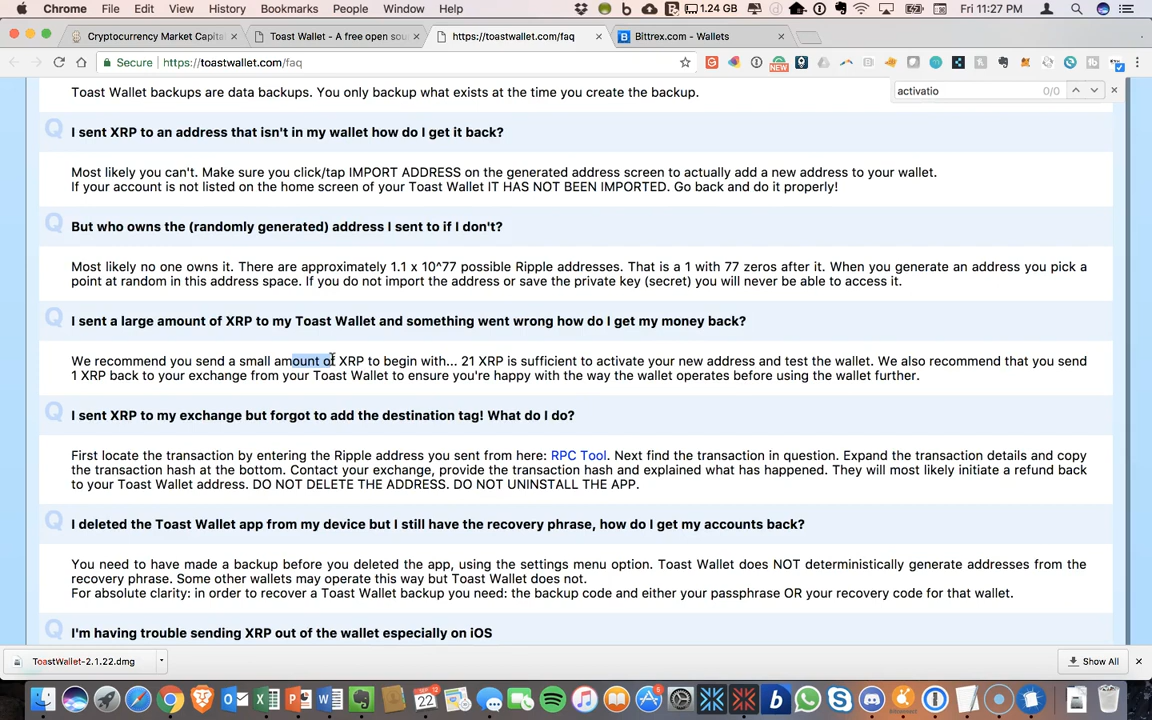 Chrome File Edit View History Bookmarks People Window Help
1.24 GB
Fri 11:27 PM
Cryptocurrency Market Capita
Toast Wallet - A free open sou
https://toastwallet.com/faq
Bittrex.com - Wallets
Secure https://toastwallet.com/faq
NEW
activatio 0/0
Toast Wallet backups are data backups. You only backup what exists at the time you create the backup.
Q I sent XRP to an address that isn't in my wallet how do I get it back?
Most likely you can't. Make sure you click/tap IMPORT ADDRESS on the generated address screen to actually add a new address to your wallet.
If your account is not listed on the home screen of your Toast Wallet IT HAS NOT BEEN IMPORTED. Go back and do it properly!
Q But who owns the (randomly generated) address I sent to if I don't?
Most likely no one owns it. There are approximately 1.1 x 10^77 possible Ripple addresses. That is a 1 with 77 zeros after it. When you generate an address you pick a
point at random in this address space. If you do not import the address or save the private key (secret) you will never be able to access it.
Q I sent a large amount of XRP to my Toast Wallet and something went wrong how do I get my money back?
We recommend you send a small amount of XRP to begin with... 21 XRP is sufficient to activate your new address and test the wallet. We also recommend that you send
1 XRP back to your exchange from your Toast Wallet to ensure you're happy with the way the wallet operates before using the wallet further.
Q I sent XRP to my exchange but forgot to add the destination tag! What do I do?
First locate the transaction by entering the Ripple address you sent from here: RPC Tool. Next find the transaction in question. Expand the transaction details and copy
the transaction hash at the bottom. Contact your exchange, provide the transaction hash and explained what has happened. They will most likely initiate a refund back
to your Toast Wallet address. DO NOT DELETE THE ADDRESS. DO NOT UNINSTALL THE APP.
Q I deleted the Toast Wallet app from my device but I still have the recovery phrase, how do I get my accounts back?
You need to have made a backup before you deleted the app, using the settings menu option. Toast Wallet does NOT deterministically generate addresses from the
recovery phrase. Some other wallets may operate this way but Toast Wallet does not.
For absolute clarity: in order to recover a Toast Wallet backup you need: the backup code and either your passphrase OR your recovery code for that wallet.
Q I'm having trouble sending XRP out of the wallet especially on iOS
ToastWallet-2.1.22.dmg
Show All